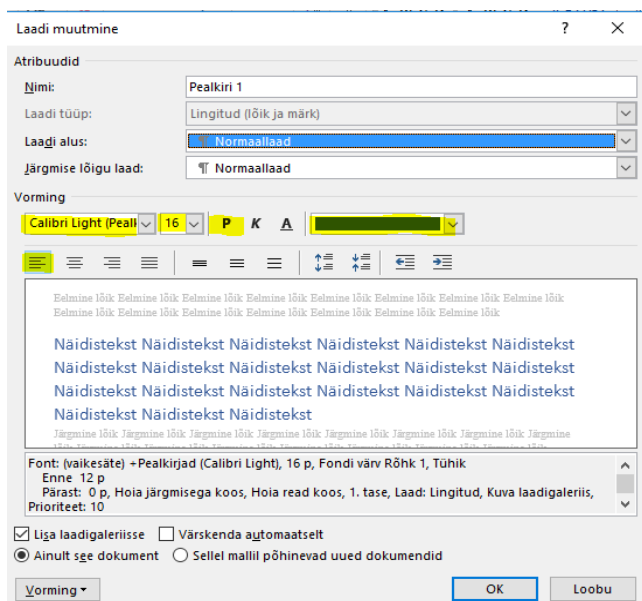 Laadi muutmine ? ×
Atribuudid
Nimi: Pealkiri 1
Laadi tüüp: Lingitud (lõik ja märk)
Laadi alus: ¶ Normaallaad
Järgmise lõigu laad: ¶ Normaallaad
Vorming
Calibri Light (Pealk 16 P K A
Eelmine lõik Eelmine lõik Eelmine lõik Eelmine lõik Eelmine lõik Eelmine lõik Eelmine lõik Eelmine lõik
Eelmine lõik Eelmine lõik Eelmine lõik Eelmine lõik Eelmine lõik Eelmine lõik Eelmine lõik
Näidistekst Näidistekst Näidistekst Näidistekst Näidistekst Näidistekst
Näidistekst Näidistekst Näidistekst Näidistekst Näidistekst Näidistekst
Näidistekst Näidistekst Näidistekst Näidistekst Näidistekst Näidistekst
Näidistekst Näidistekst Näidistekst
Järgmine lõik Järgmine lõik Järgmine lõik Järgmine lõik Järgmine lõik Järgmine lõik Järgmine
Font: (vaikesäte) +Pealkirjad (Calibri Light), 16 p, Fondi värv Rõhk 1, Tühik
Enne 12 p
Pärast: 0 p, Hoia järgmisega koos, Hoia read koos, 1. tase, Laad: Lingitud, Kuva laadigaleriis,
Prioriteet: 10
Lisa laadigaleriisse Värskenda automaatselt
Ainult see dokument Sellel mallil põhinevad uued dokumendid
Vorming OK Loobu